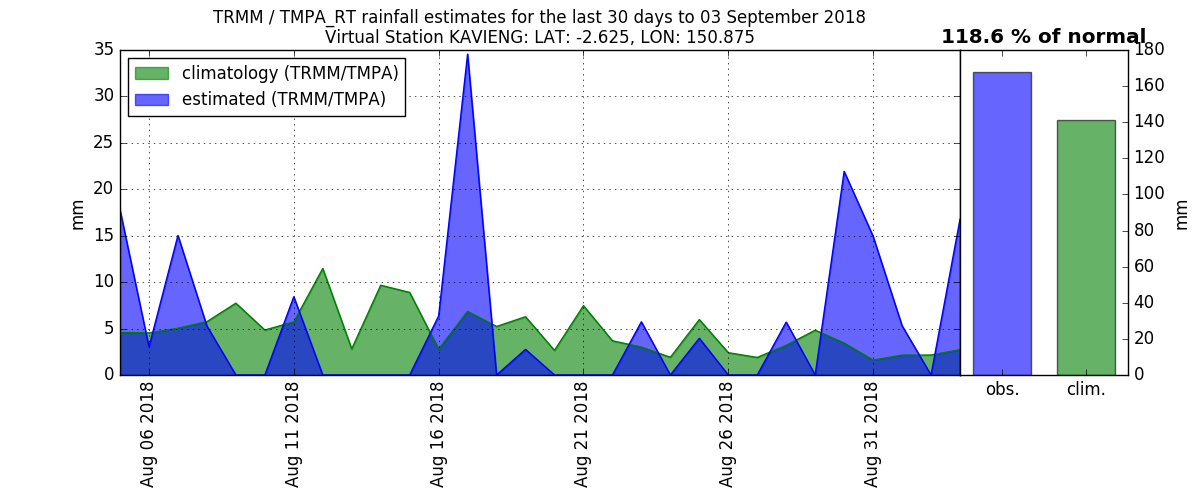 TRMM / TMPA_RT rainfall estimates for the last 30 days to 03 September 2018
Virtual Station KAVIENG: LAT: -2.625, LON: 150.875
118.6 % of normal
climatology (TRMM/TMPA)
estimated (TRMM/TMPA)
35
30
25
20
15
10
5
0
mm
Aug 06 2018
Aug 11 2018
Aug 16 2018
Aug 21 2018
Aug 26 2018
Aug 31 2018
180
160
140
120
100
80
60
40
20
0
mm
obs.
clim.